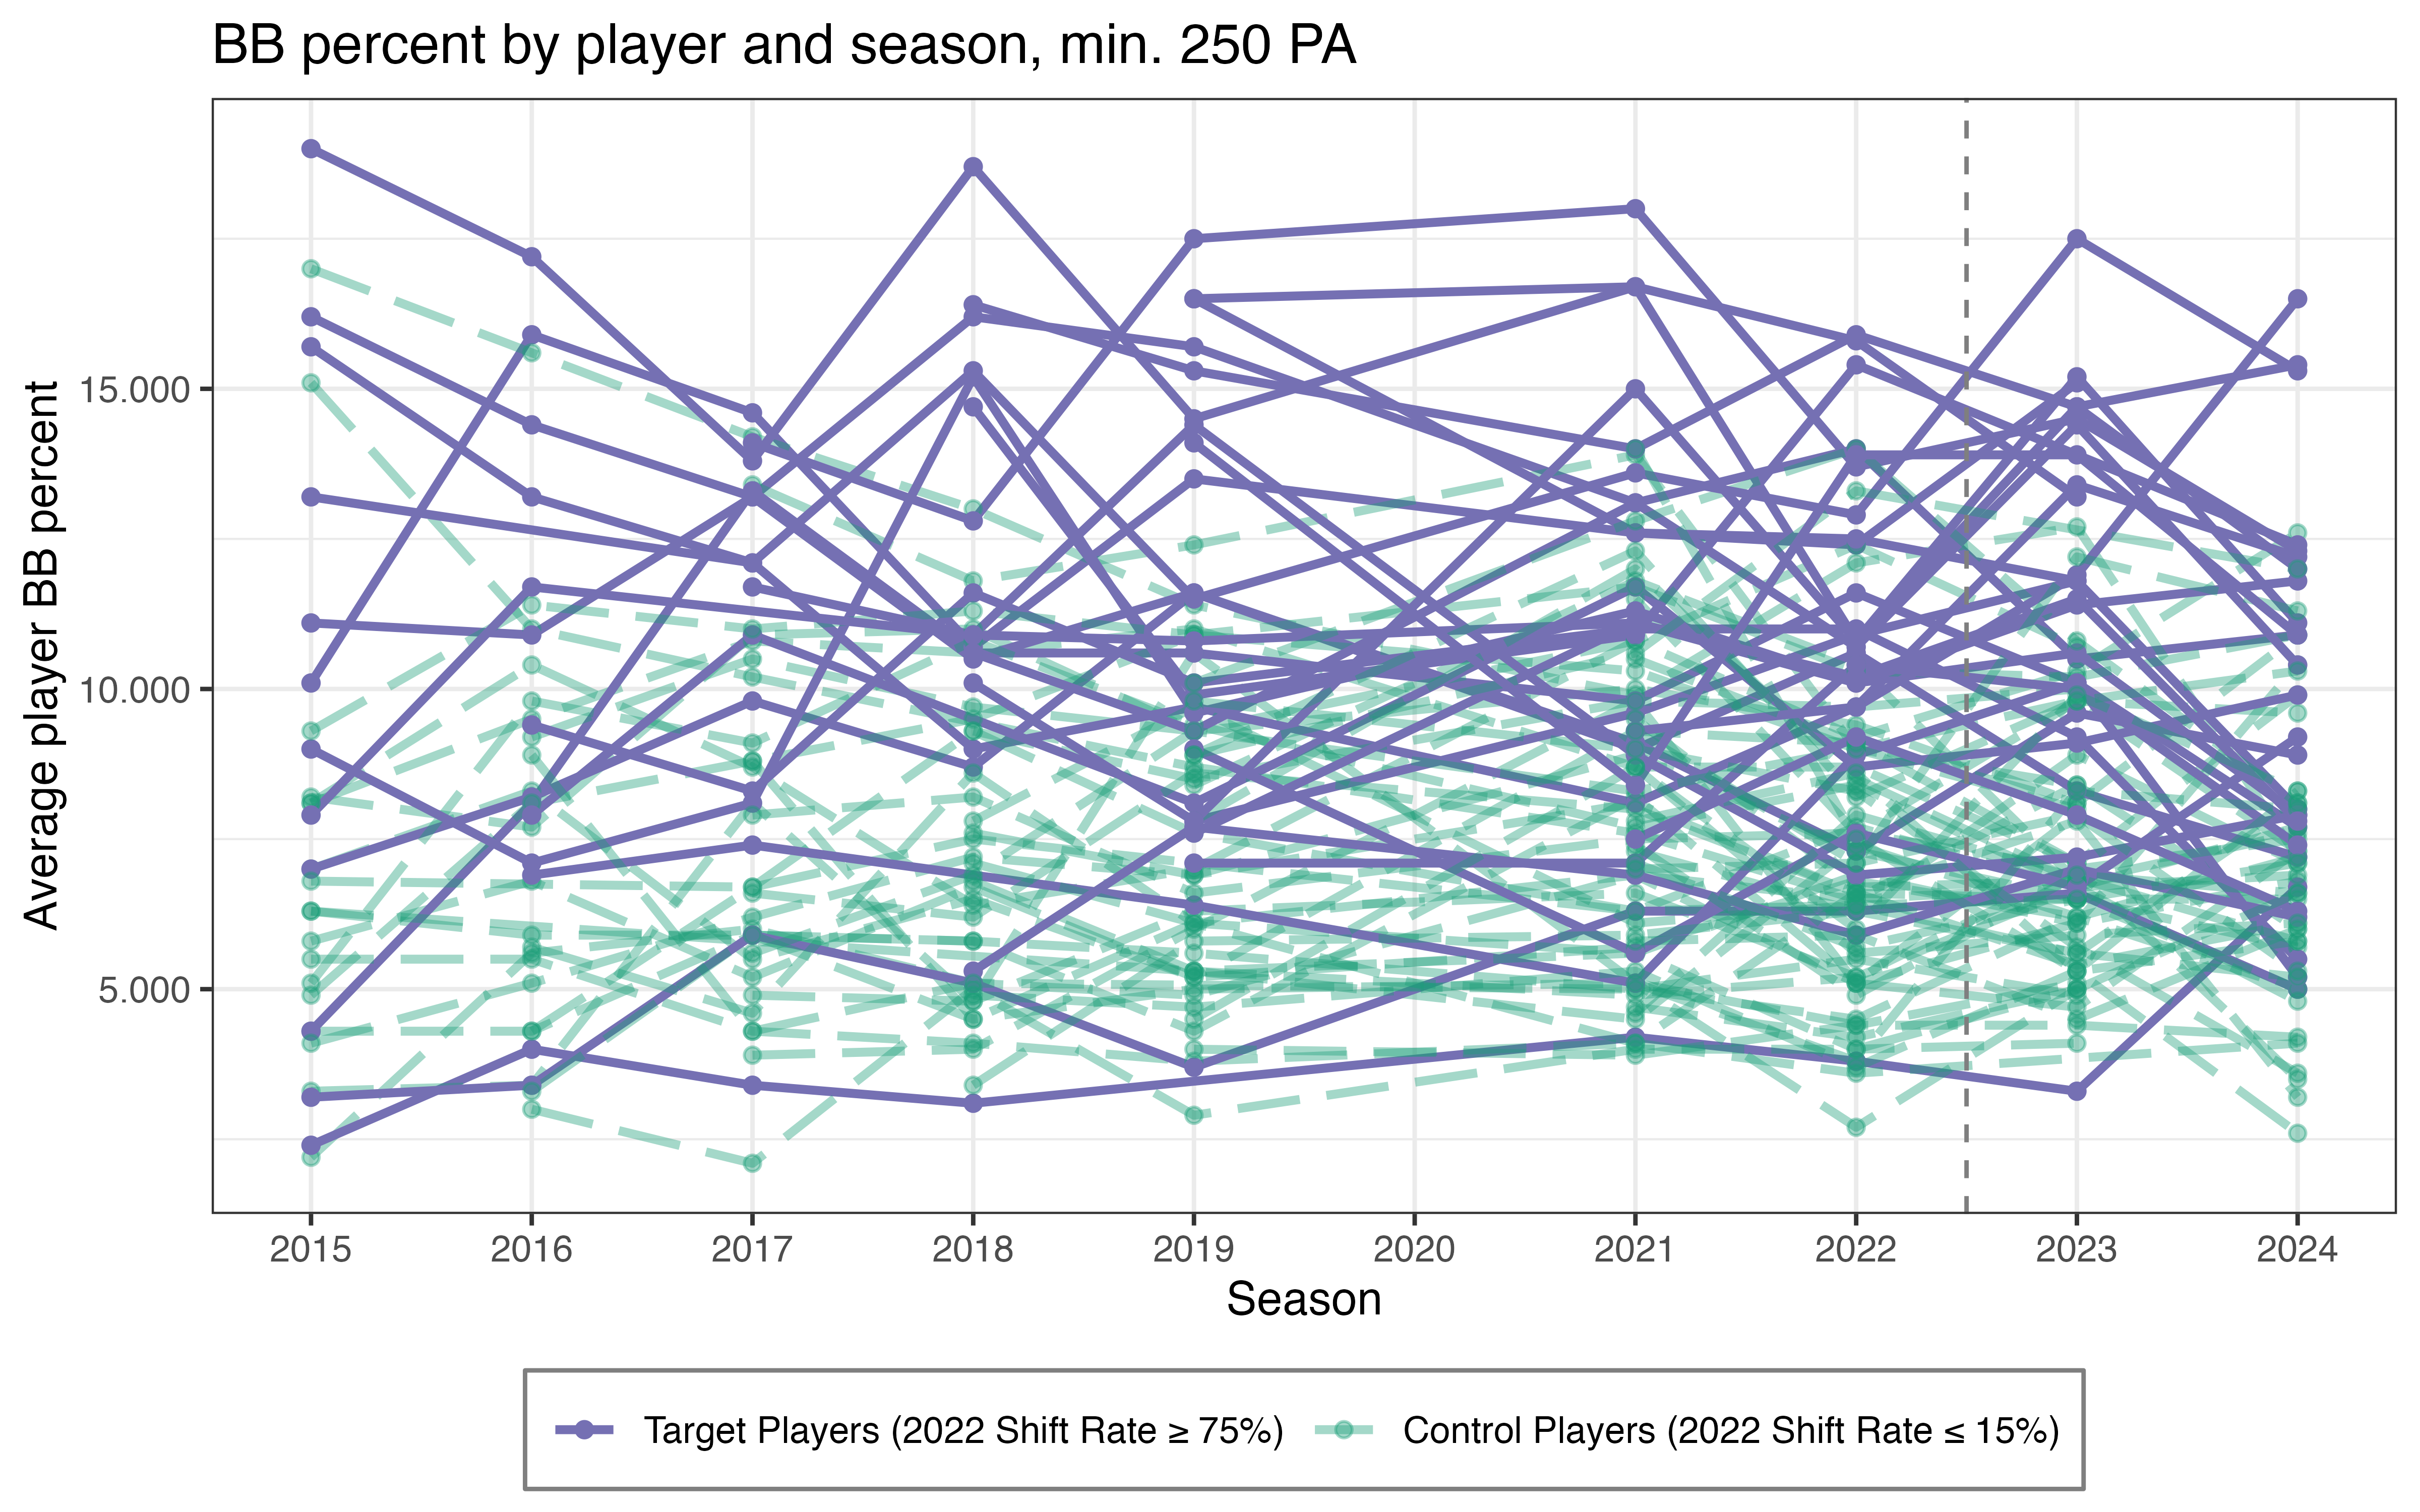 BB percent by player and season, min. 250 PA
Average player BB percent
15.000
10.000
5.000
2015 2016 2017 2018 2019 2020 2021 2022 2023 2024
Season
Target Players (2022 Shift Rate ≥ 75%) Control Players (2022 Shift Rate ≤ 15%)